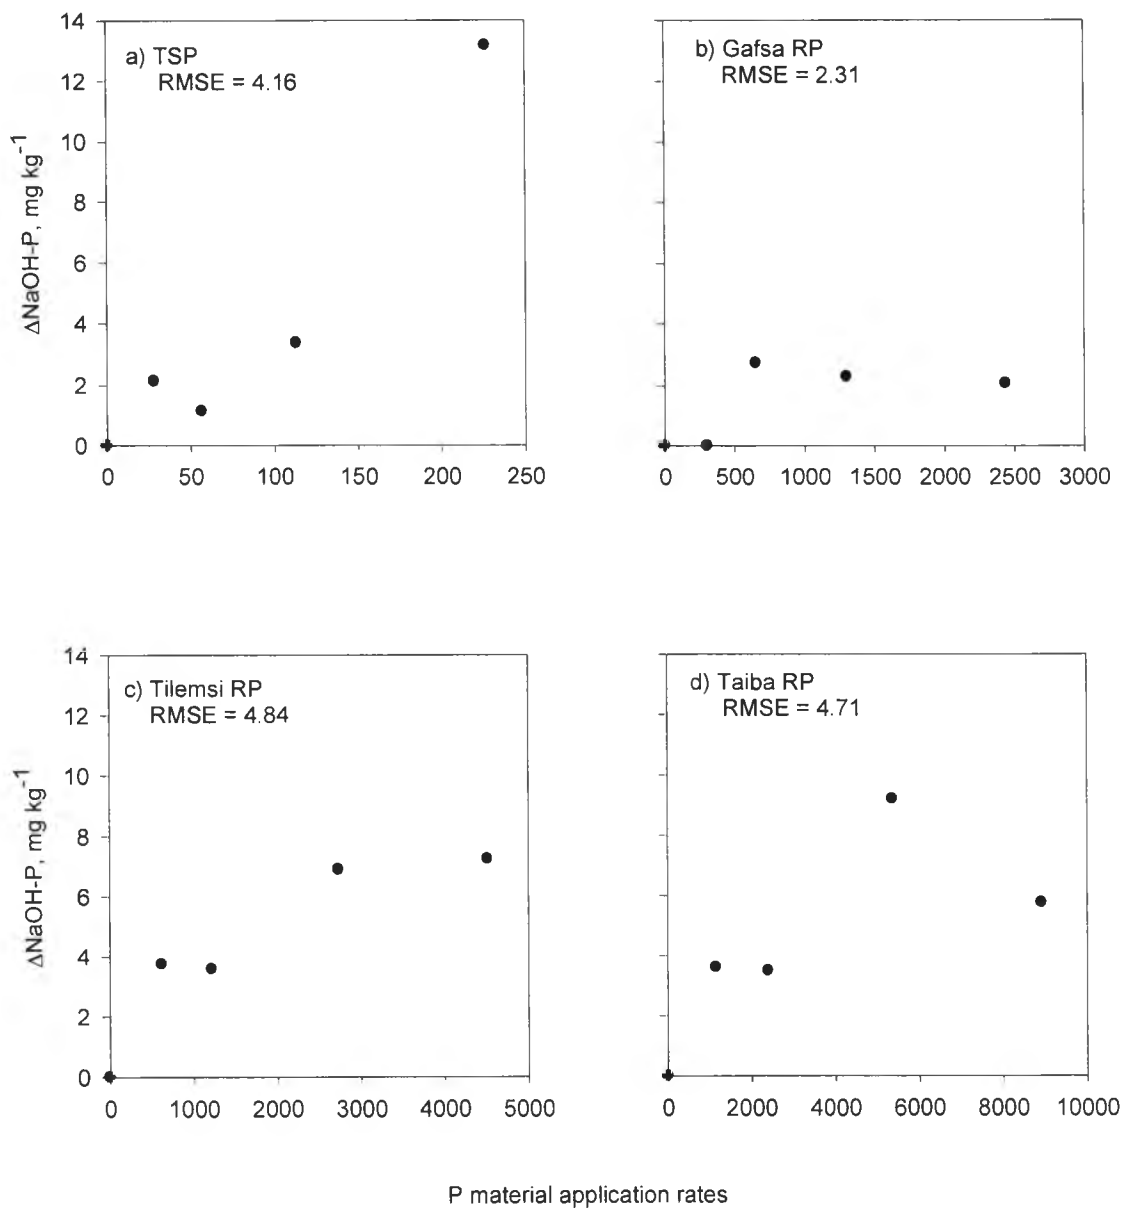 a) TSP
RMSE = 4.16
b) Gafsa RP
RMSE = 2.31
ΔNaOH-P, mg kg⁻¹
14
12
10
8
6
4
2
0
0 50 100 150 200 250
0 500 1000 1500 2000 2500 3000
c) Tilemsi RP
RMSE = 4.84
d) Taiba RP
RMSE = 4.71
ΔNaOH-P, mg kg⁻¹
14
12
10
8
6
4
2
0
0 1000 2000 3000 4000 5000
0 2000 4000 6000 8000 10000
P material application rates